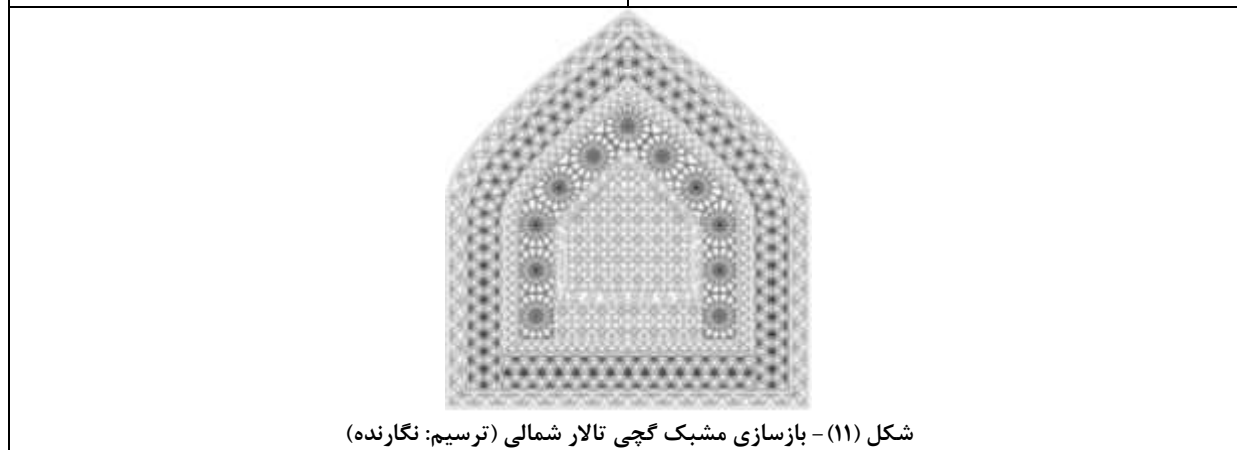 شکل (۱۱) - بازسازی مشبک گچی تالار شمالی (ترسیم: نگارنده)